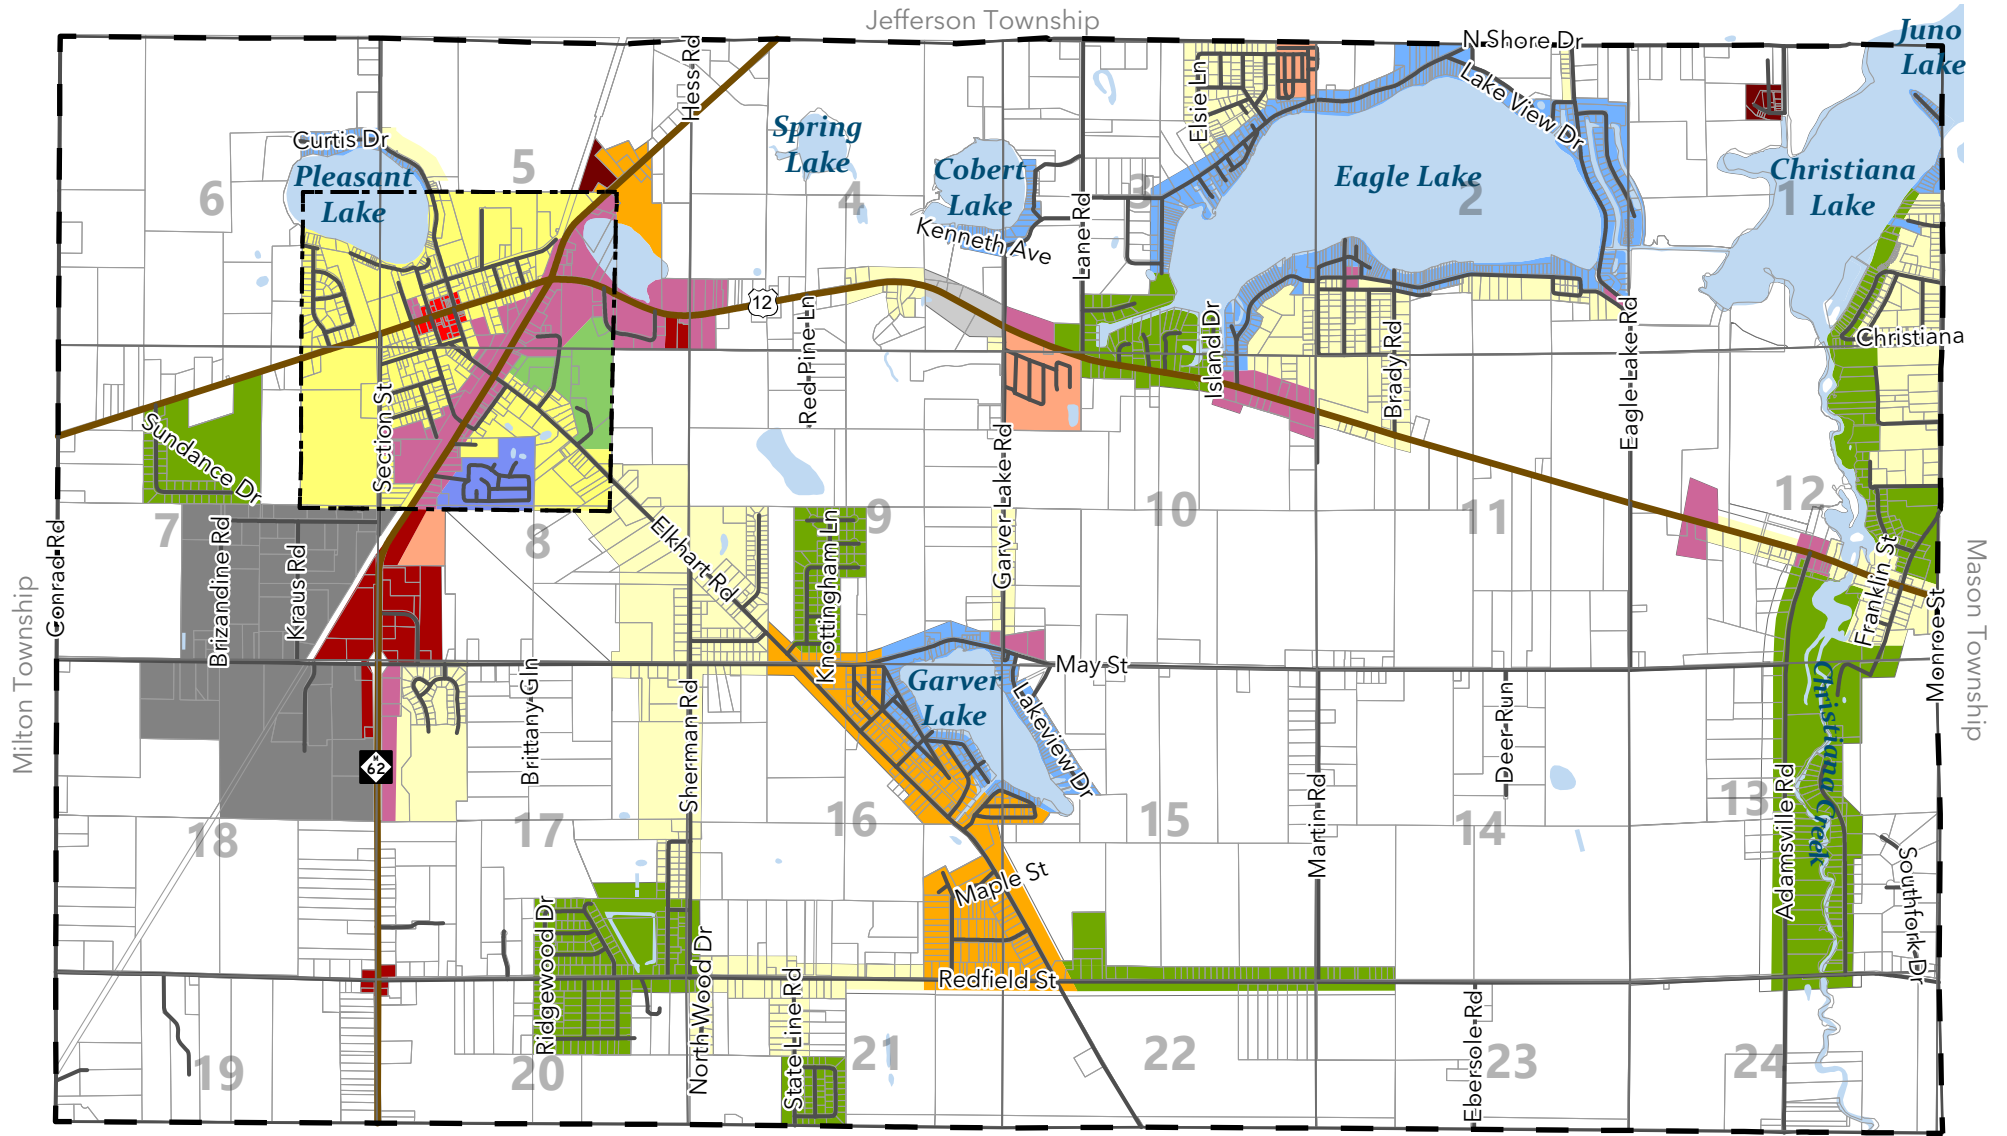 Jefferson Township
Juno
Lake
N Shore Dr
Hess Rd
Elsie Ln
Lake View Dr
Curtis Dr
Spring
Lake
Pleasant
Lake
5
6
4
Cobert
Lake
Kenneth Ave
Lane Rd
3
Eagle Lake
2
Christiana
Lake
1
12
Red Pine Ln
Island Dr
Brady Rd
Eagle Lake Rd
Christiana
Section St
Sundance Dr
Garver Lake Rd
7
8
9
10
11
12
Conrad Rd
Brizandine Rd
Kraus Rd
Elkhart Rd
Knottingham Ln
Franklin St
Monroe St
Milton Township
Mason Township
May St
Garver
Lake
Lakeview Dr
Brittany Gln
Sherman Rd
Deer Run
Christiana Creek
M
62
Martin Rd
Adamsville Rd
18
17
16
15
14
13
Southfork Dr
Maple St
Ridgewood Dr
North Wood Dr
State Line Rd
Redfield St
Ebersole Rd
19
20
21
22
23
24